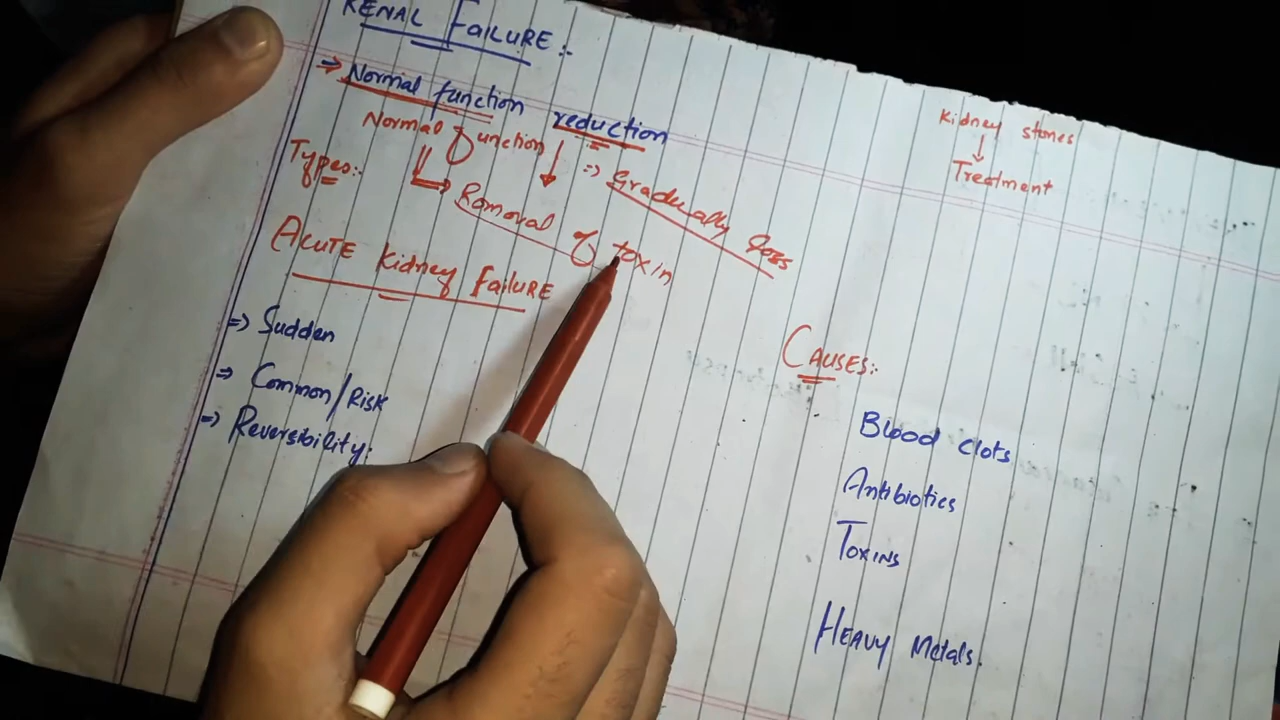 RENAL FAILURE:-
⇒ Normal function reduction
Normal function
⇒ Gradually loss
Types:-
Romoval of toxin
ACUTE Kidney FAILURE
⇒ Sudden
⇒ Common/Risk
⇒ Reversibility:
Kidney stones
↓
Treatment
CAUSES:-
Blood clots
Antibiotics
Toxins
HEAVY Metals.